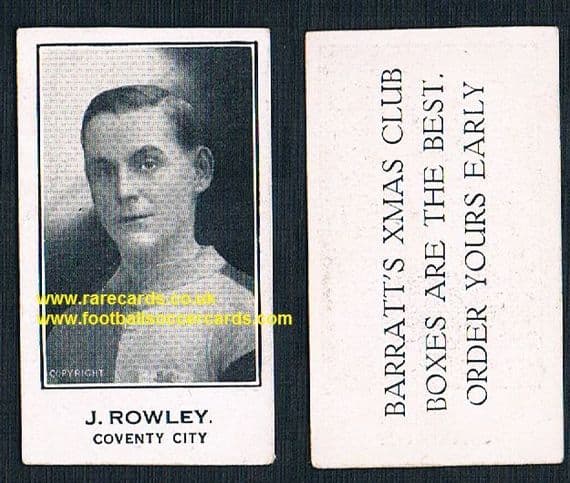 www.rarecards.co.uk
www.footballsoccercards.com
COPYRIGHT
J. ROWLEY.
COVENTY CITY
BARRATT'S XMAS CLUB
BOXES ARE THE BEST.
ORDER YOURS EARLY